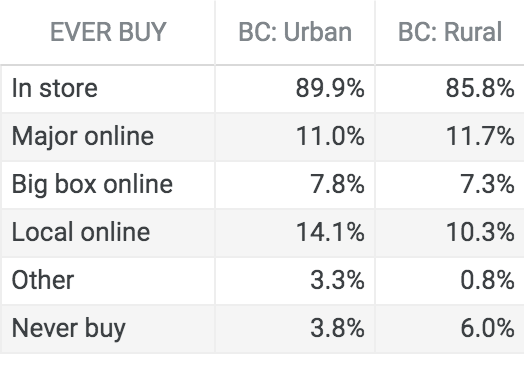 EVER BUY BC: Urban BC: Rural
In store 89.9% 85.8%
Major online 11.0% 11.7%
Big box online 7.8% 7.3%
Local online 14.1% 10.3%
Other 3.3% 0.8%
Never buy 3.8% 6.0%